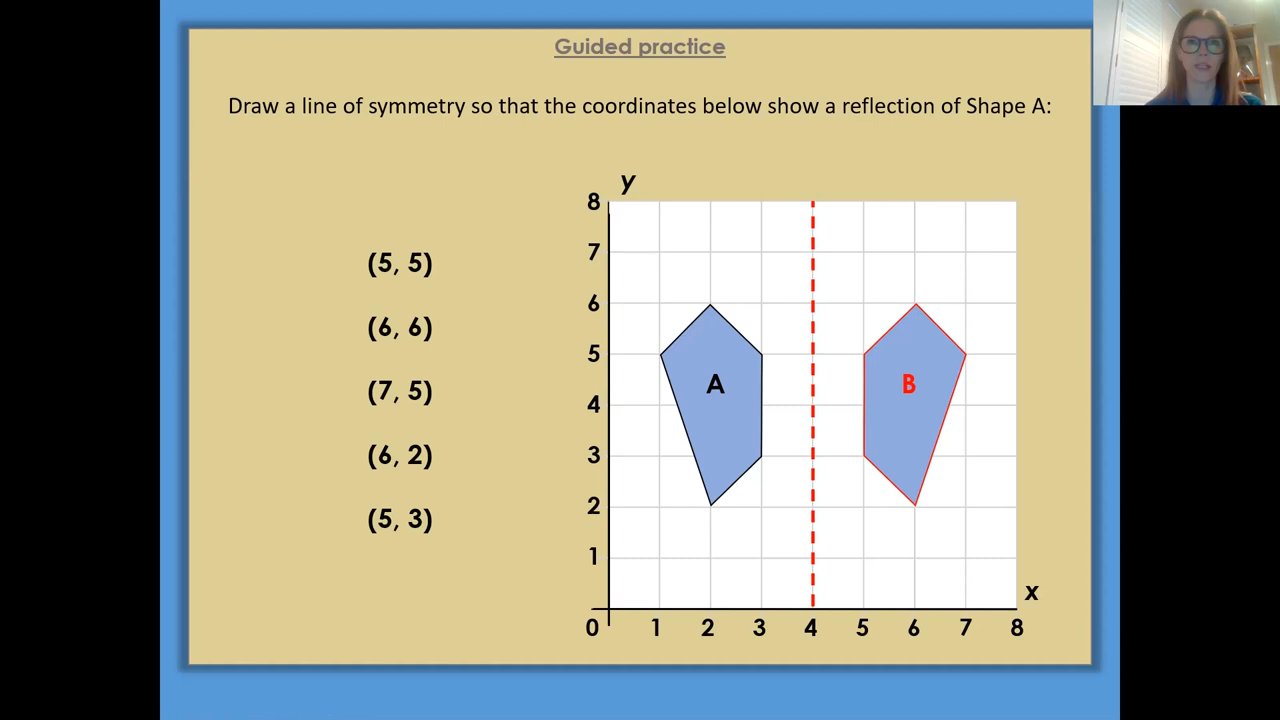 Guided practice
Draw a line of symmetry so that the coordinates below show a reflection of Shape A:
(5, 5)
(6, 6)
(7, 5)
(6, 2)
(5, 3)
y
8
7
6
5
4
3
2
1
A
B
x
0 1 2 3 4 5 6 7 8